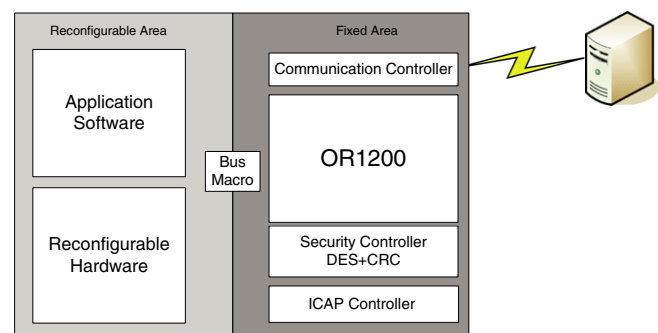 Reconfigurable Area
Fixed Area
Application
Software
Reconfigurable
Hardware
Bus
Macro
Communication Controller
OR1200
Security Controller
DES+CRC
ICAP Controller